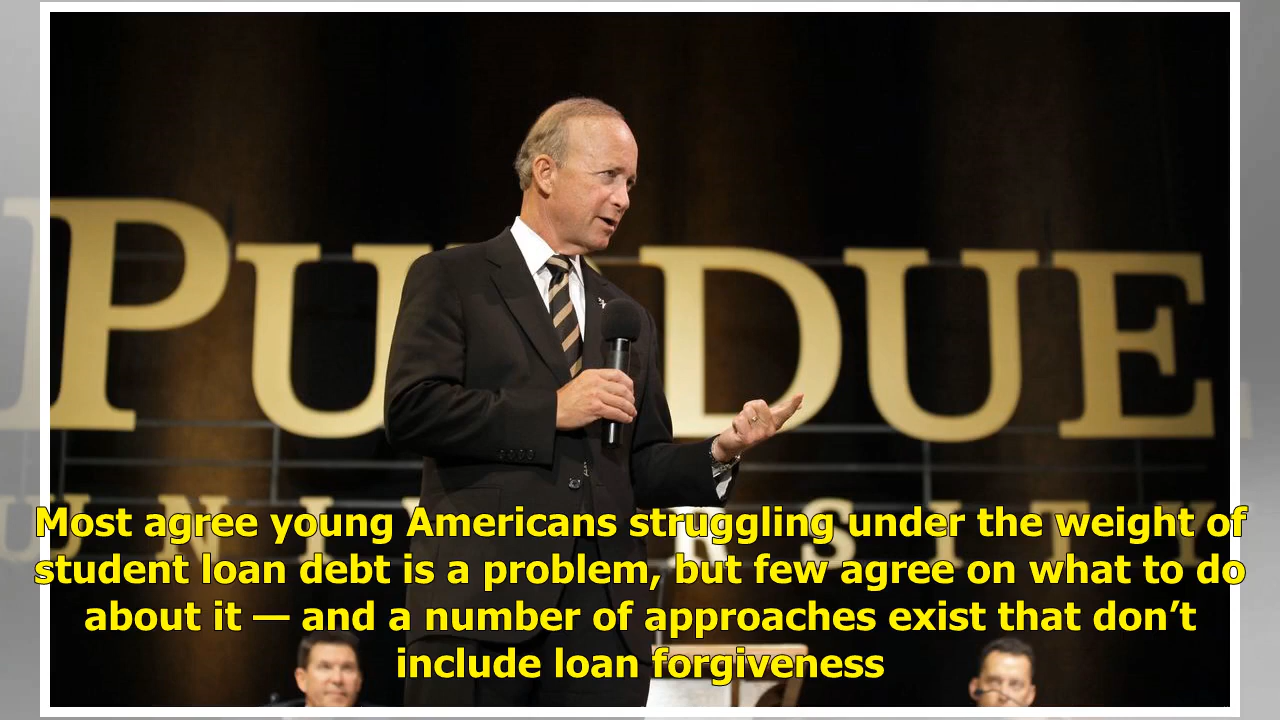 PURDUE
UNIVERSITY
Most agree young Americans struggling under the weight of
student loan debt is a problem, but few agree on what to do
about it — and a number of approaches exist that don’t
include loan forgiveness